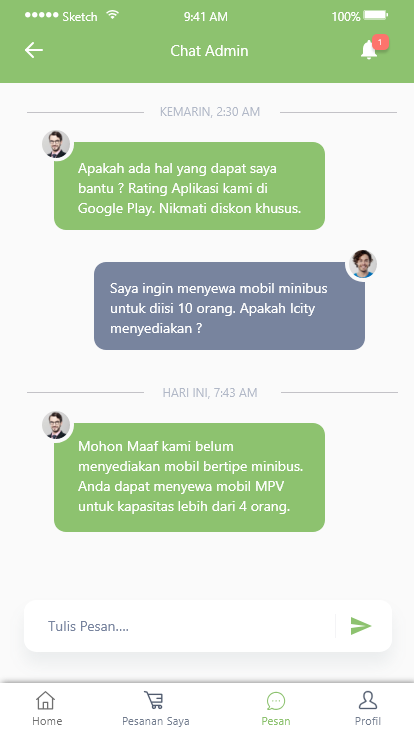 Sketch 9:41 AM 100%
Chat Admin 1
KEMARIN, 2:30 AM
Apakah ada hal yang dapat saya
bantu ? Rating Aplikasi kami di
Google Play. Nikmati diskon khusus.
Saya ingin menyewa mobil minibus
untuk diisi 10 orang. Apakah Icity
menyediakan ?
HARI INI, 7:43 AM
Mohon Maaf kami belum
menyediakan mobil bertipe minibus.
Anda dapat menyewa mobil MPV
untuk kapasitas lebih dari 4 orang.
Tulis Pesan....
Home Pesanan Saya Pesan Profil